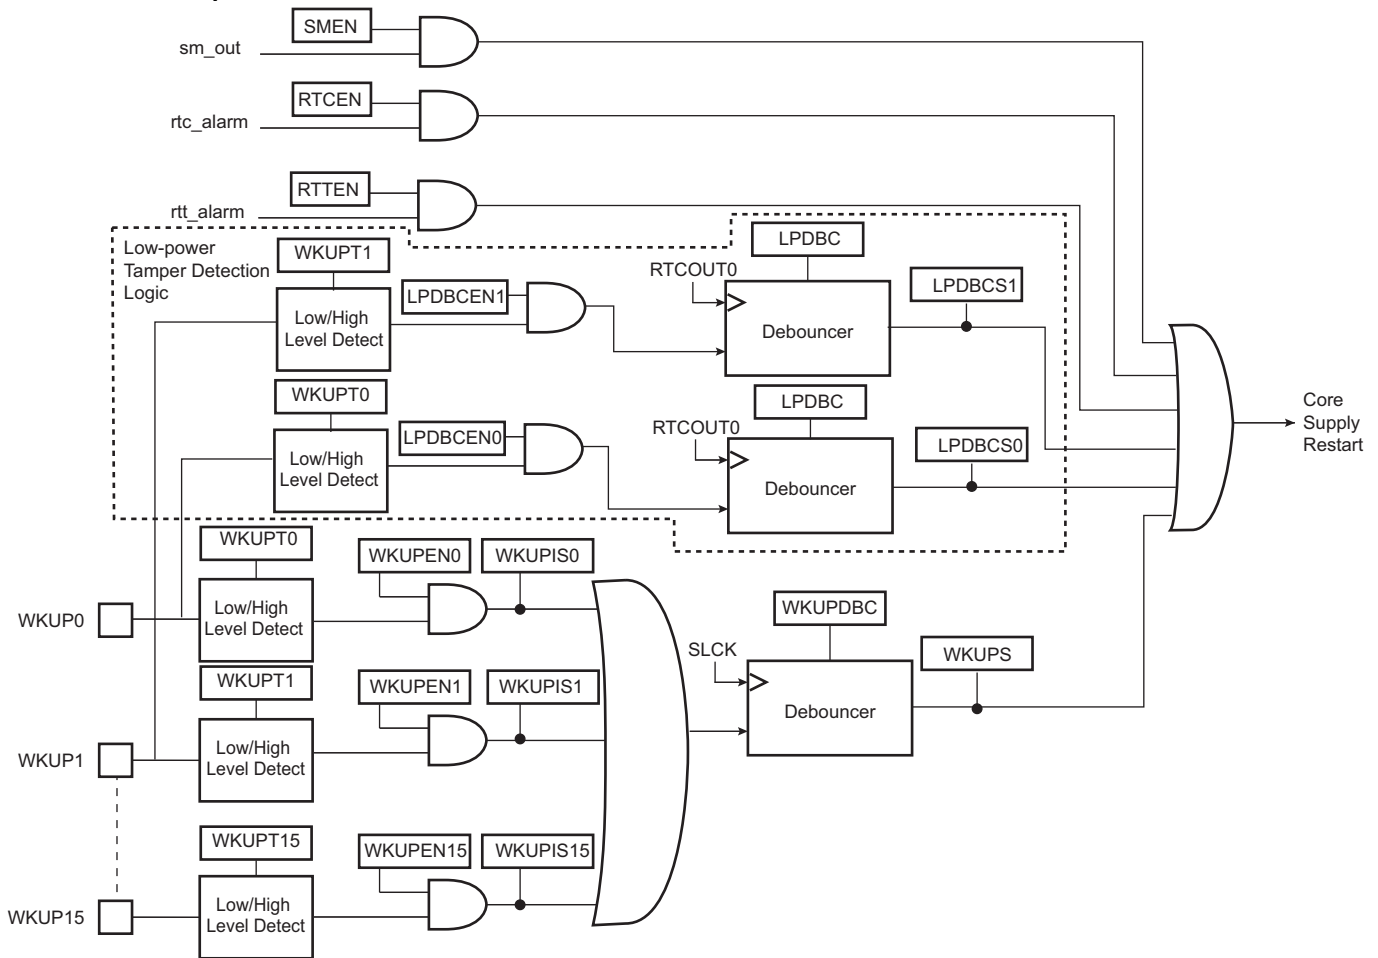 SMEN
sm_out
RTCEN
rtc_alarm
RTTEN
rtt_alarm
Low-power
Tamper Detection
Logic
WKUPT1
Low/High
Level Detect
LPDBCEN1
RTCOUT0
LPDBC
Debouncer
LPDBCS1
WKUPT0
Low/High
Level Detect
LPDBCEN0
RTCOUT0
LPDBC
Debouncer
LPDBCS0
Core
Supply
Restart
WKUPT0
WKUP0
Low/High
Level Detect
WKUPEN0
WKUPIS0
WKUPT1
WKUP1
Low/High
Level Detect
WKUPEN1
WKUPIS1
SLCK
WKUPDBC
Debouncer
WKUPS
WKUPT15
WKUP15
Low/High
Level Detect
WKUPEN15
WKUPIS15